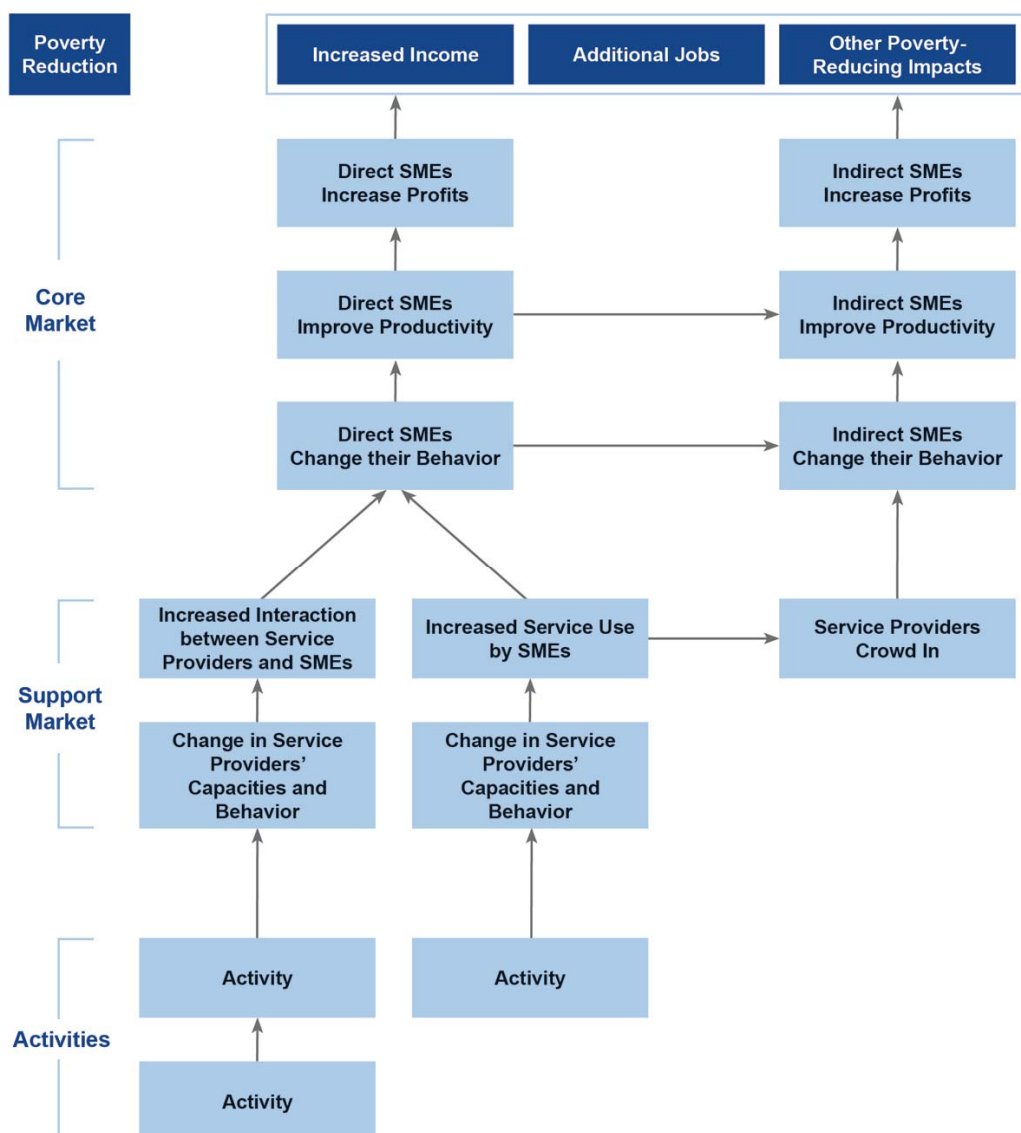 Poverty
Reduction
Increased Income
Additional Jobs
Other Poverty-
Reducing Impacts
Direct SMEs
Increase Profits
Indirect SMEs
Increase Profits
Core
Market
Direct SMEs
Improve Productivity
Indirect SMEs
Improve Productivity
Direct SMEs
Change their Behavior
Indirect SMEs
Change their Behavior
Support
Market
Increased Interaction
between Service
Providers and SMEs
Increased Service Use
by SMEs
Service Providers
Crowd In
Change in Service
Providers’
Capacities and
Behavior
Change in Service
Providers’
Capacities and
Behavior
Activities
Activity
Activity
Activity